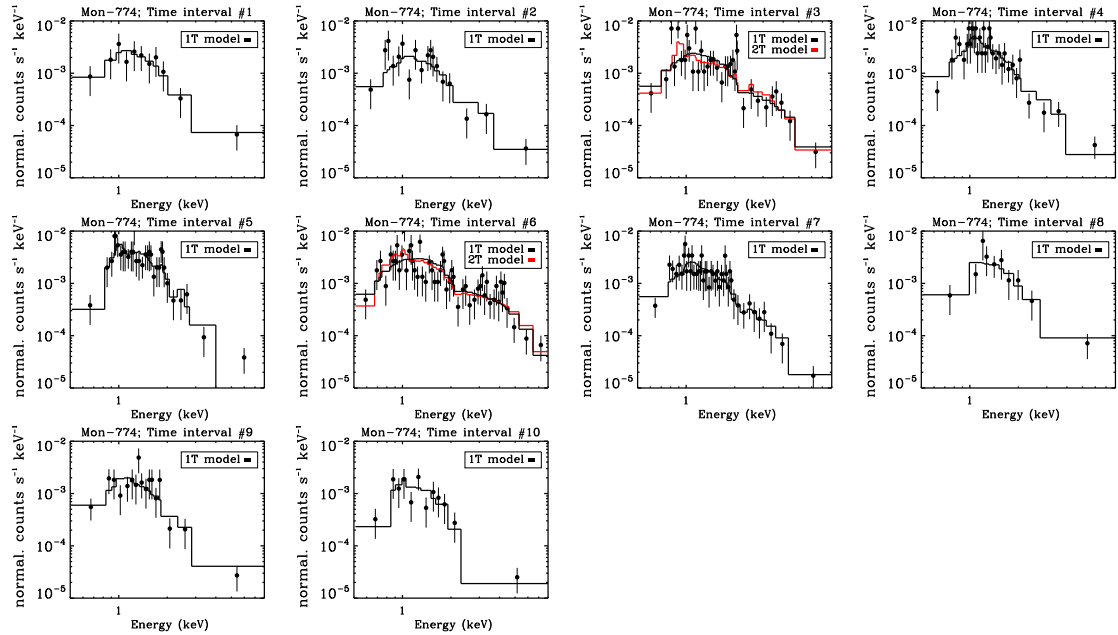 Mon-774; Time interval #1
Mon-774; Time interval #2
Mon-774; Time interval #3
Mon-774; Time interval #4
10⁻²
10⁻³
10⁻⁴
10⁻⁵
normal. counts s⁻¹ keV⁻¹
1T model
1
Energy (keV)
10⁻²
10⁻³
10⁻⁴
10⁻⁵
normal. counts s⁻¹ keV⁻¹
1T model
1
Energy (keV)
10⁻²
10⁻³
10⁻⁴
10⁻⁵
normal. counts s⁻¹ keV⁻¹
1T model
2T model
1
Energy (keV)
10⁻²
10⁻³
10⁻⁴
10⁻⁵
normal. counts s⁻¹ keV⁻¹
1T model
1
Energy (keV)
Mon-774; Time interval #5
Mon-774; Time interval #6
Mon-774; Time interval #7
Mon-774; Time interval #8
10⁻²
10⁻³
10⁻⁴
10⁻⁵
normal. counts s⁻¹ keV⁻¹
1T model
1
Energy (keV)
10⁻²
10⁻³
10⁻⁴
10⁻⁵
normal. counts s⁻¹ keV⁻¹
1T model
2T model
1
Energy (keV)
10⁻²
10⁻³
10⁻⁴
10⁻⁵
normal. counts s⁻¹ keV⁻¹
1T model
1
Energy (keV)
10⁻²
10⁻³
10⁻⁴
10⁻⁵
normal. counts s⁻¹ keV⁻¹
1T model
1
Energy (keV)
Mon-774; Time interval #9
Mon-774; Time interval #10
10⁻²
10⁻³
10⁻⁴
10⁻⁵
normal. counts s⁻¹ keV⁻¹
1T model
1
Energy (keV)
10⁻²
10⁻³
10⁻⁴
10⁻⁵
normal. counts s⁻¹ keV⁻¹
1T model
1
Energy (keV)